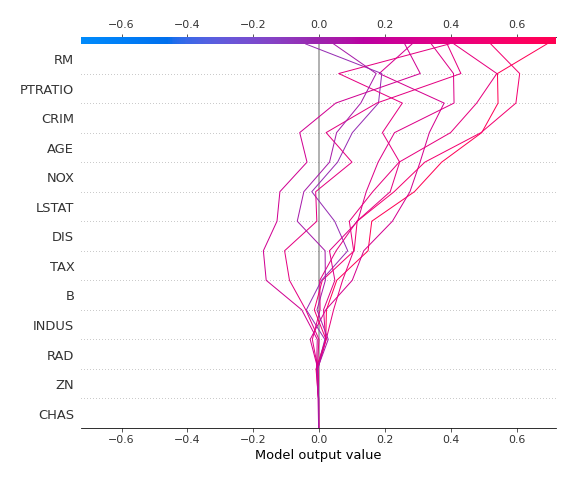 −0.6 −0.4 −0.2 0.0 0.2 0.4 0.6
RM
PTRATIO
CRIM
AGE
NOX
LSTAT
DIS
TAX
B
INDUS
RAD
ZN
CHAS
−0.6 −0.4 −0.2 0.0 0.2 0.4 0.6
Model output value